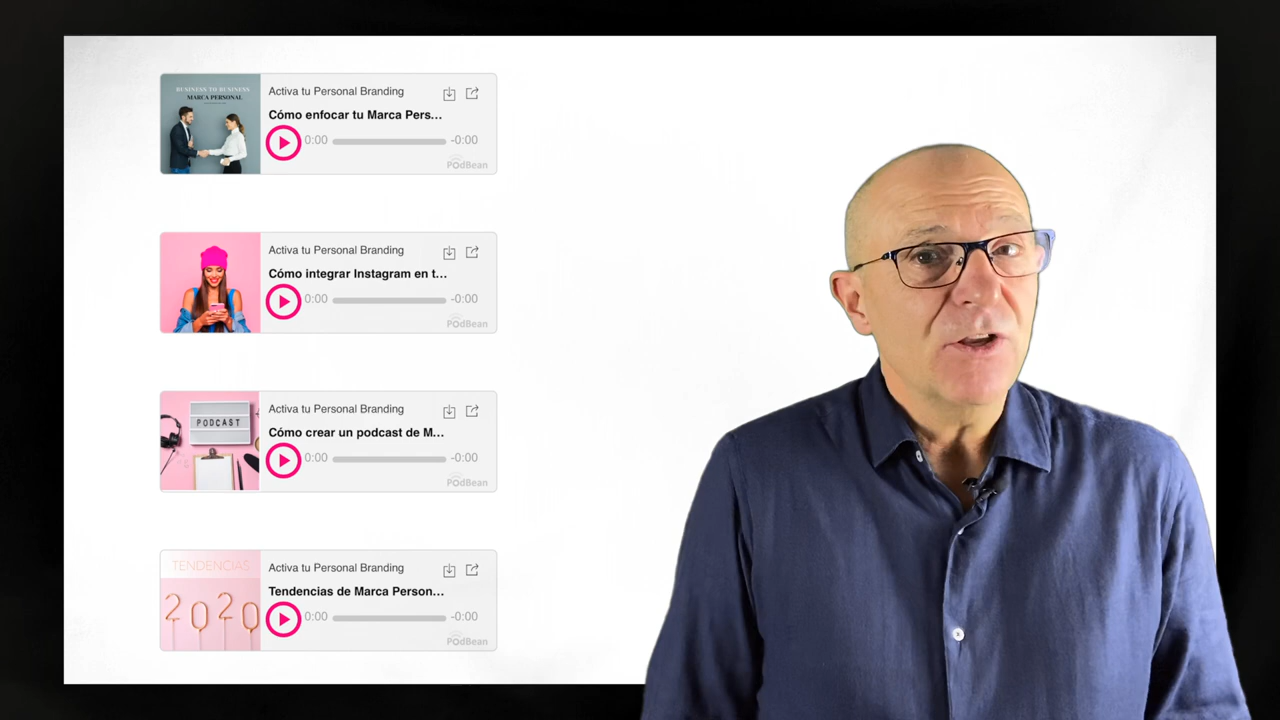 BUSINESS TO BUSINESS
MARCA PERSONAL
Activa tu Personal Branding
Cómo enfocar tu Marca Pers...
0:00
-0:00
PodBean
Activa tu Personal Branding
Cómo integrar Instagram en t...
0:00
-0:00
PodBean
PODCAST
Activa tu Personal Branding
Cómo crear un podcast de M...
0:00
-0:00
PodBean
TENDENCIAS
2020
Activa tu Personal Branding
Tendencias de Marca Person...
0:00
-0:00
PodBean